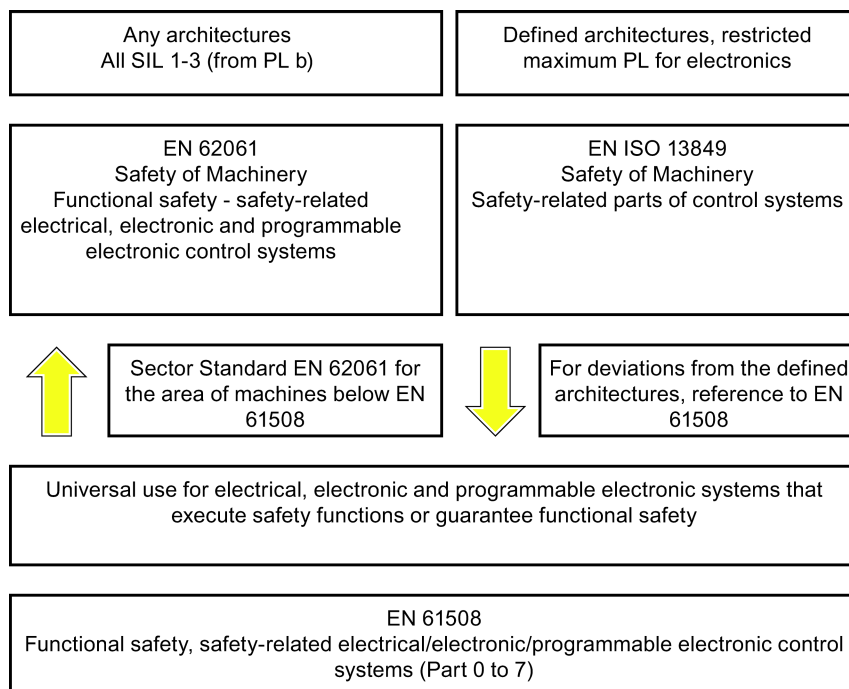 Any architectures
All SIL 1-3 (from PL b)
Defined architectures, restricted
maximum PL for electronics
EN 62061
Safety of Machinery
Functional safety - safety-related
electrical, electronic and programmable
electronic control systems
EN ISO 13849
Safety of Machinery
Safety-related parts of control systems
Sector Standard EN 62061 for
the area of machines below EN
61508
For deviations from the defined
architectures, reference to EN
61508
Universal use for electrical, electronic and programmable electronic systems that
execute safety functions or guarantee functional safety
EN 61508
Functional safety, safety-related electrical/electronic/programmable electronic control
systems (Part 0 to 7)